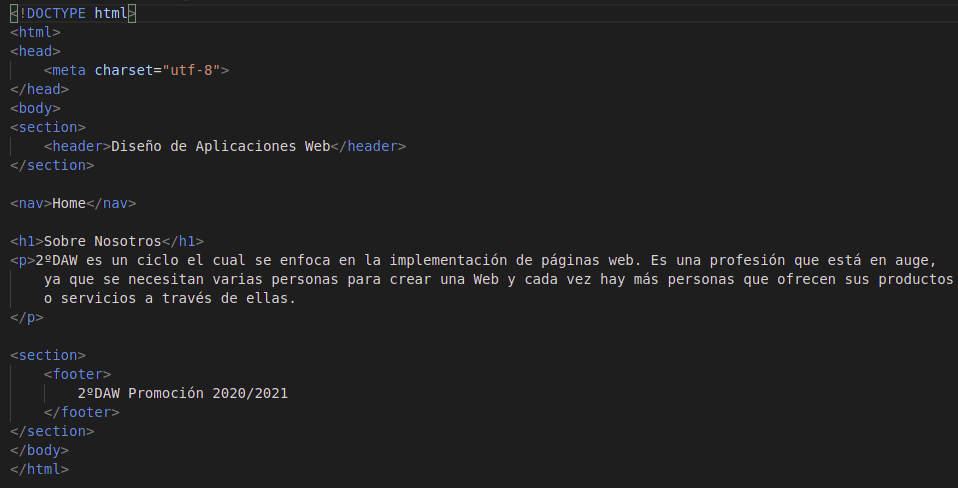 <!DOCTYPE html>
<html>
<head>
    <meta charset="utf-8">
</head>
<body>
<section>
    <header>Diseño de Aplicaciones Web</header>
</section>

<nav>Home</nav>

<h1>Sobre Nosotros</h1>
<p>2ºDAW es un ciclo el cual se enfoca en la implementación de páginas web. Es una profesión que está en auge,
    ya que se necesitan varias personas para crear una Web y cada vez hay más personas que ofrecen sus productos
    o servicios a través de ellas.
</p>

<section>
    <footer>
        2ºDAW Promoción 2020/2021
    </footer>
</section>
</body>
</html>